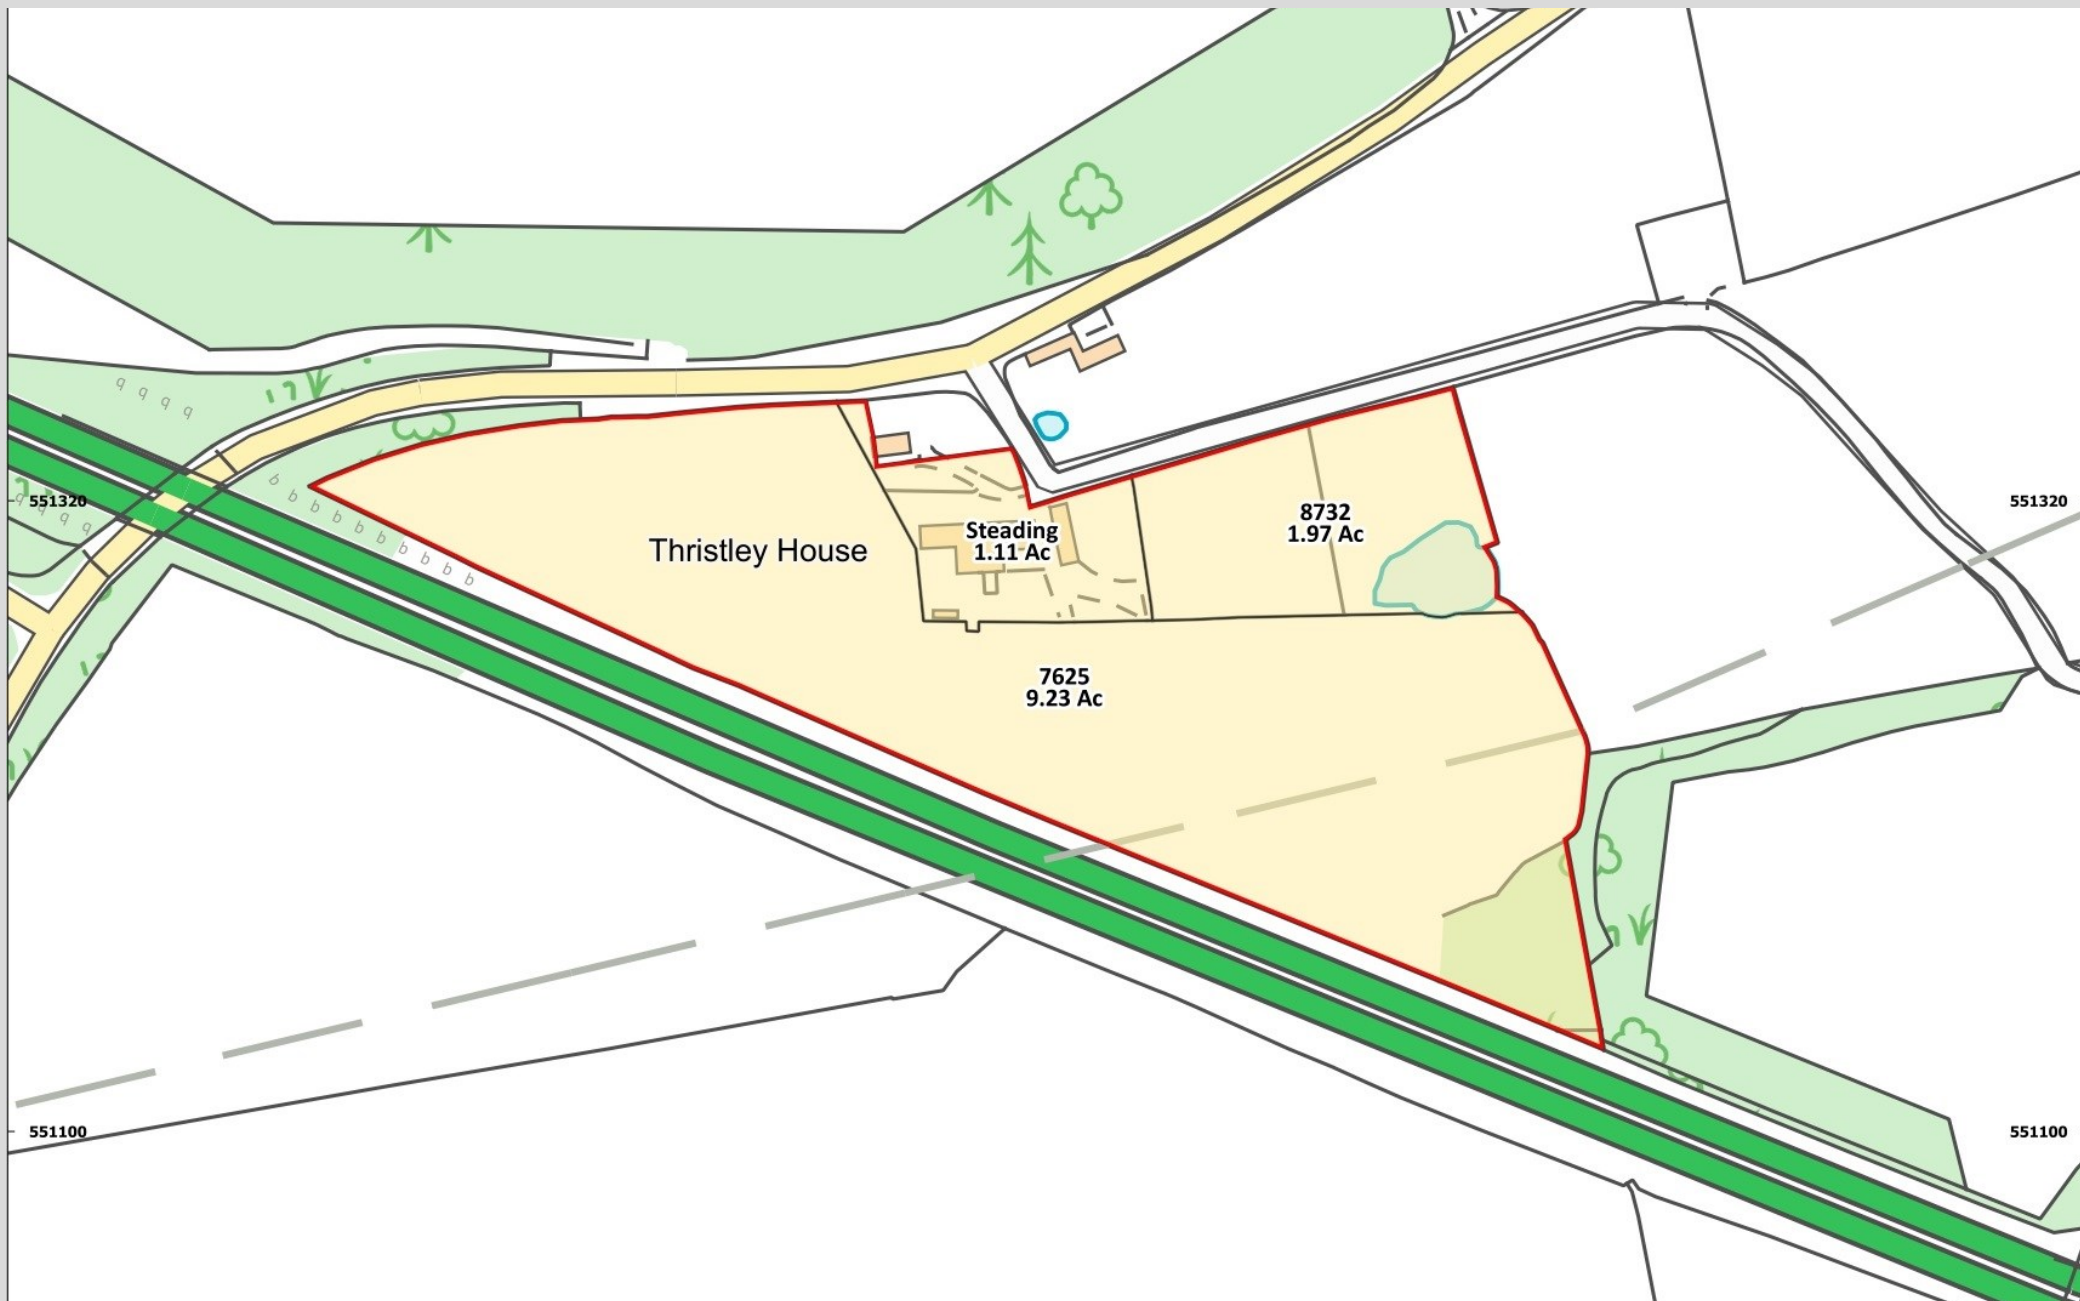 551320
551320
8732
1.97 Ac
Steading
1.11 Ac
Thristley House
7625
9.23 Ac
551100
551100